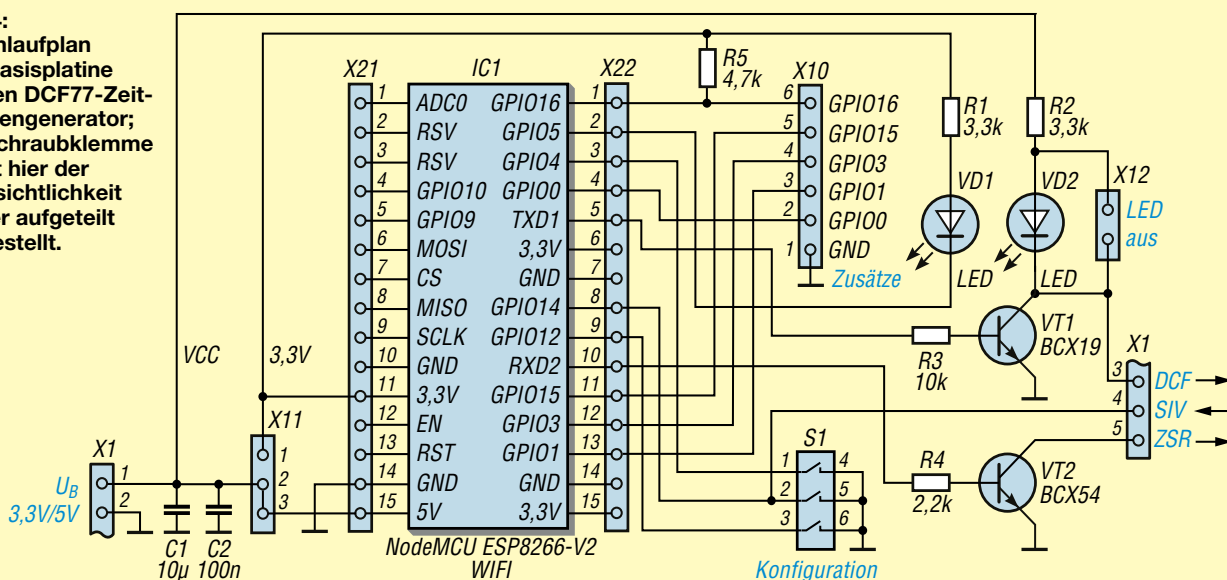 :
nlaufplan
asisplatine
en DCF77-Zeit-
engenerator;
chraubklemme
t hier der
sichtlichkeit
er aufgeteilt
estellt.
X21
IC1
X22
R5
4,7k
X10
R1
3,3k
R2
3,3k
1 ADC0 GPIO16 1
2 RSV GPIO5 2
3 RSV GPIO4 3
4 GPIO10 GPIO0 4
5 GPIO9 TXD1 5
6 MOSI 3,3V 6
7 CS GND 7
8 MISO GPIO14 8
9 SCLK GPIO12 9
10 GND RXD2 10
11 3,3V GPIO15 11
12 EN GPIO3 12
13 RST GPIO1 13
14 GND GND 14
15 5V 3,3V 15
NodeMCU ESP8266-V2
WIFI
6 GPIO16
5 GPIO15
4 GPIO3
3 GPIO1
2 GPIO0
1 GND
Zusätze
VD1
LED
VD2
LED
X12
LED
aus
VT1
BCX19
R3
10k
X1
3 DCF
4 SIV
5 ZSR
R4
2,2k
VT2
BCX54
S1
1 4
2 5
3 6
Konfiguration
VCC
3,3V
X11
1
2
3
X1
1
2
UB
3,3V/5V
C1
10µ
C2
100n